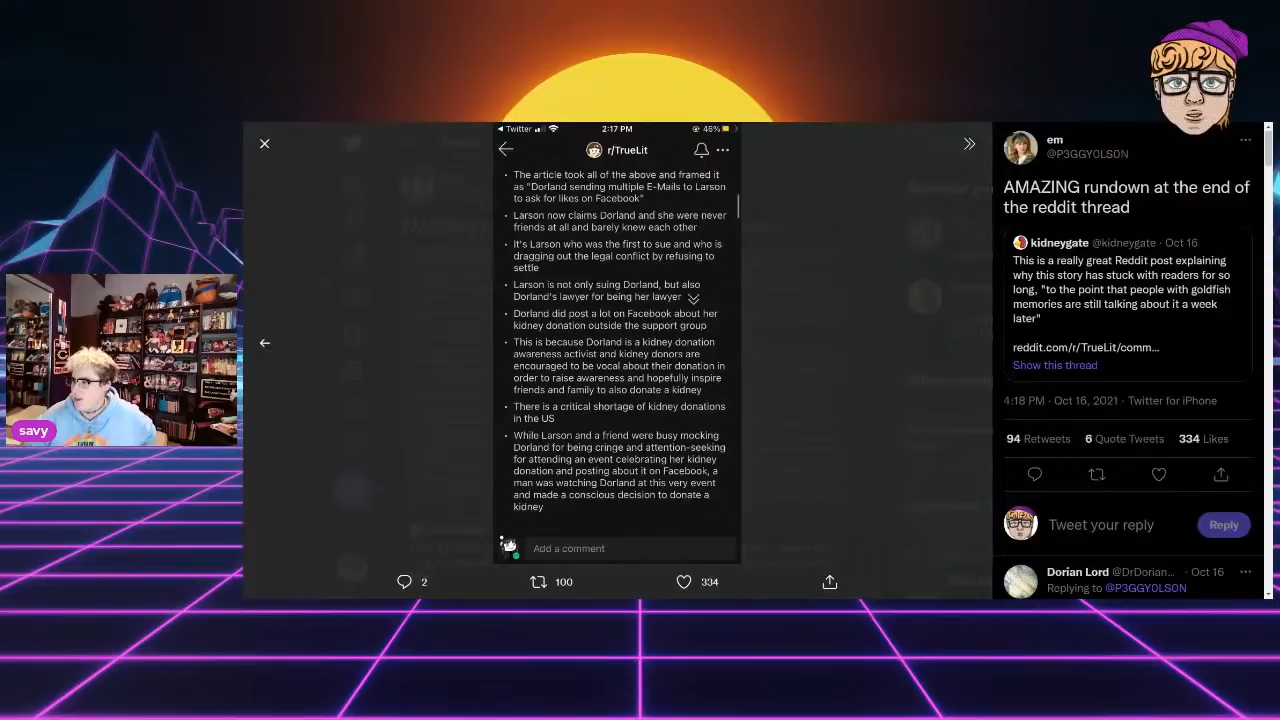 Twitter
2:17 PM
46%
r/TrueLit
The article took all of the above and framed it
as "Dorland sending multiple E-Mails to Larson
to ask for likes on Facebook"
Larson now claims Dorland and she were never
friends at all and barely knew each other
It's Larson who was the first to sue and who is
dragging out the legal conflict by refusing to
settle
Larson is not only suing Dorland, but also
Dorland's lawyer for being her lawyer
Dorland did post a lot on Facebook about her
kidney donation outside the support group
This is because Dorland is a kidney donation
awareness activist and kidney donors are
encouraged to be vocal about their donation in
order to raise awareness and hopefully inspire
friends and family to also donate a kidney
There is a critical shortage of kidney donations
in the US
While Larson and a friend were busy mocking
Dorland for being cringe and attention-seeking
for attending an event celebrating her kidney
donation and posting about it on Facebook, a
man was watching Dorland at this very event
and made a conscious decision to donate a
kidney
Add a comment
2
100
334
savy
em
@P3GGYOLSON
AMAZING rundown at the end of
the reddit thread
kidneygate @kidneygate · Oct 16
This is a really great Reddit post explaining
why this story has stuck with readers for so
long, "to the point that people with goldfish
memories are still talking about it a week
later"
reddit.com/r/TrueLit/comm...
Show this thread
4:18 PM · Oct 16, 2021 · Twitter for iPhone
94 Retweets 6 Quote Tweets 334 Likes
Tweet your reply
Reply
Dorian Lord @DrDorian... · Oct 16
Replying to @P3GGYOLSON